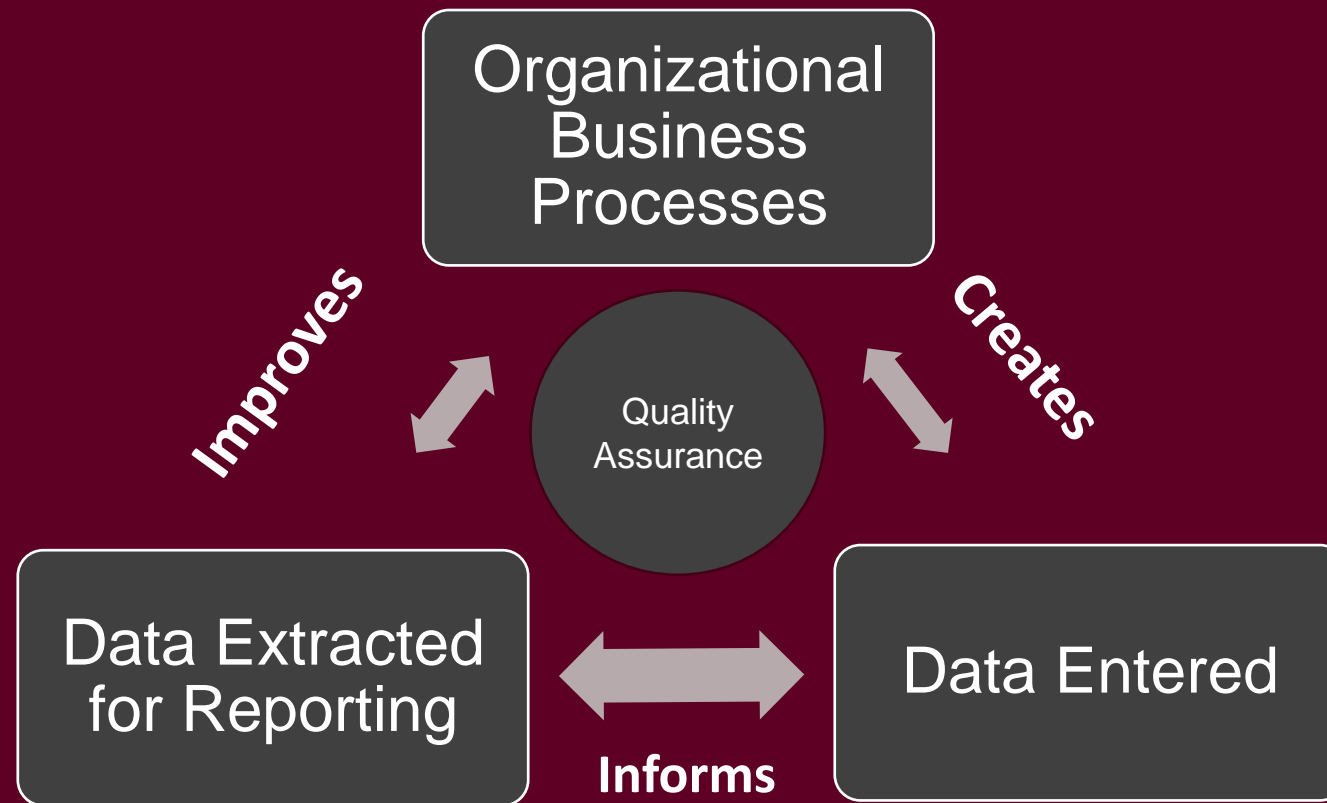 Organizational
Business
Processes
Improves
Creates
Quality
Assurance
Data Extracted
for Reporting
Data Entered
Informs